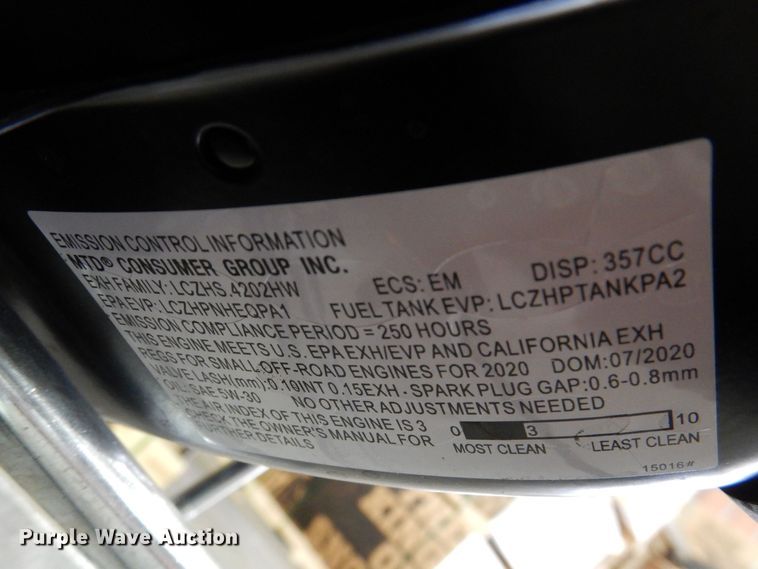 EMISSION CONTROL INFORMATION
MTD® CONSUMER GROUP INC.
EXH FAMILY: LCZHS.4202HW ECS: EM DISP: 357CC
EPA EVP: LCZHPNHEQPA1 FUEL TANK EVP: LCZHPTANKPA2
EMISSION COMPLIANCE PERIOD = 250 HOURS
THIS ENGINE MEETS U.S. EPA EXH/EVP AND CALIFORNIA EXH
REGS FOR SMALL OFF-ROAD ENGINES FOR 2020 DOM:07/2020
VALVE LASH(mm):0.10INT 0.15EXH - SPARK PLUG GAP:0.6-0.8mm
OIL: SAE 5W-30 NO OTHER ADJUSTMENTS NEEDED
THE AIR INDEX OF THIS ENGINE IS 3
CHECK THE OWNER'S MANUAL FOR
FURTHER DETAILS
0 3 10
MOST CLEAN LEAST CLEAN
15016#
Purple Wave Auction